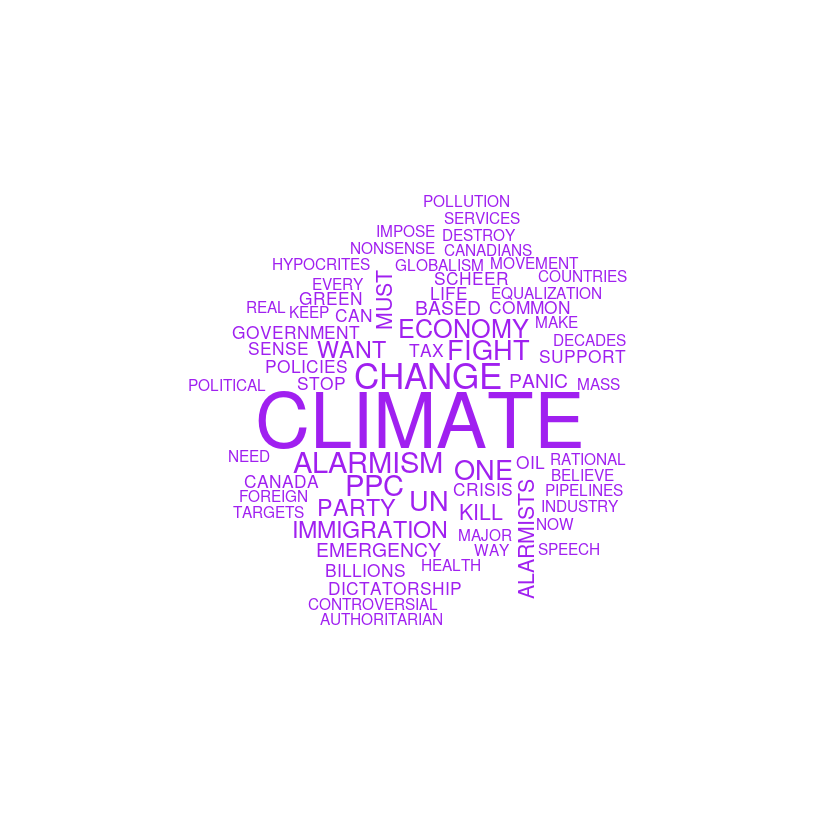 POLLUTION
SERVICES
IMPOSE DESTROY
NONSENSE CANADIANS
HYPOCRITES GLOBALISM MOVEMENT
EVERY MUST SCHEER COUNTRIES
GREEN LIFE EQUALIZATION
REAL KEEP CAN BASED COMMON
GOVERNMENT ECONOMY MAKE
SENSE WANT TAX FIGHT DECADES
POLICIES SUPPORT
POLITICAL STOP CHANGE PANIC MASS
CLIMATE
NEED ALARMISM ONE OIL RATIONAL
CANADA PPC CRISIS BELIEVE
FOREIGN UN PIPELINES
TARGETS PARTY KILL ALARMISTS INDUSTRY
IMMIGRATION MAJOR NOW
EMERGENCY WAY SPEECH
BILLIONS HEALTH
DICTATORSHIP
CONTROVERSIAL
AUTHORITARIAN